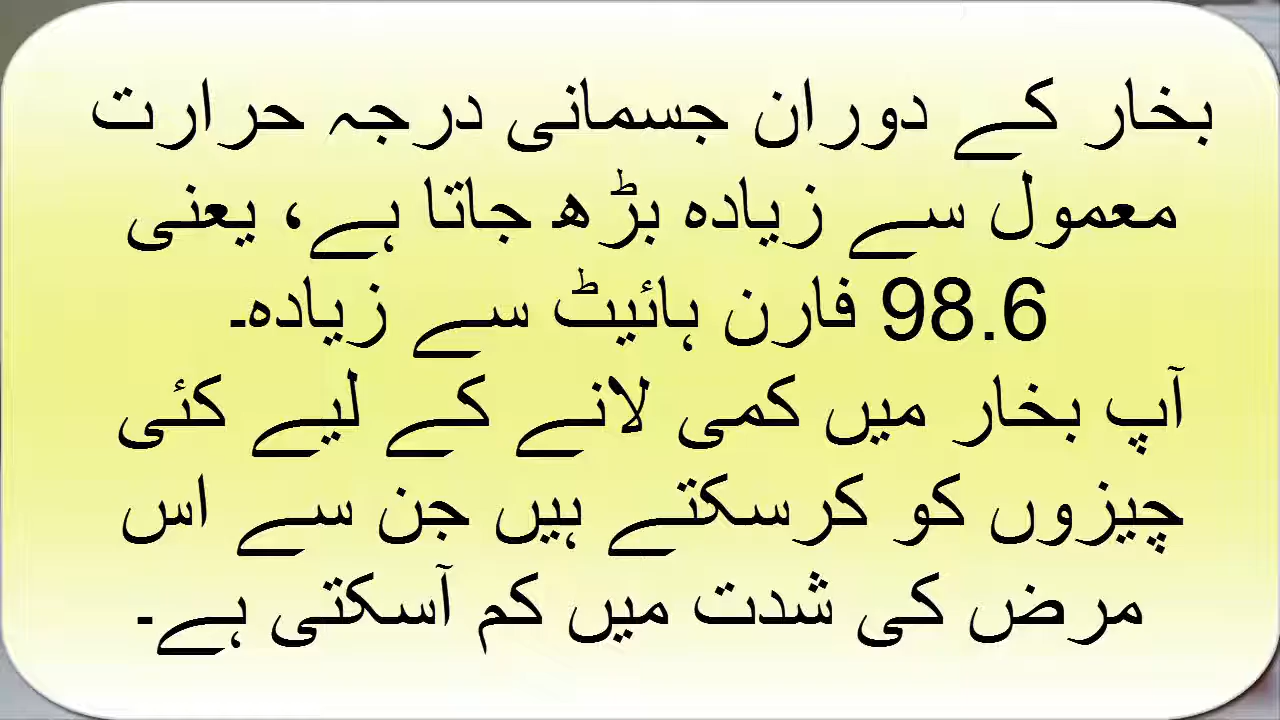 بخار کے دوران جسمانی درجہ حرارت
معمول سے زیادہ بڑھ جاتا ہے، یعنی
98.6 فارن ہائیٹ سے زیادہ۔
آپ بخار میں کمی لانے کے لیے کئی
چیزوں کو کرسکتے ہیں جن سے اس
مرض کی شدت میں کم آسکتی ہے۔